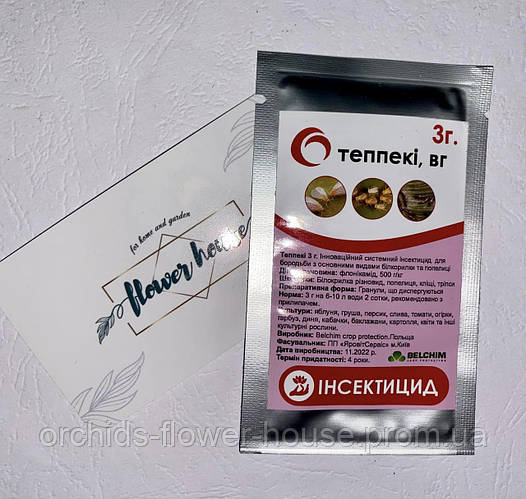 3г.
теппекі, вг
for home and garden
flower house
Теппекі 3 г. Інноваційний системний інсектицид для
боротьби з основними видами білокрилки та попелиці
Діюча речовина: флонікамід, 500 г/кг
Білокрилка різновид, попелиця, кліщі, тріпси
Препаративна форма: Гранули, що диспергуються
Норма: 3 г на 6-10 л води 2 сотки, рекомендовано з
прилипачем.
Культури: яблуня, груша, персик, слива, томати, огірки,
гарбуз, диня, кабачки, баклажани, картопля, квіти та інші
культурні рослини.
Виробник: Belchim crop protection.Польща
Фасувальник: ПП «ЯровітСервіс» м.Київ
Дата виробництва: 11.2022 р.
Термін придатності: 4 роки.
BELCHIM
CROP PROTECTION
ІНСЕКТИЦИД
orchids-flower-house.prom.ua